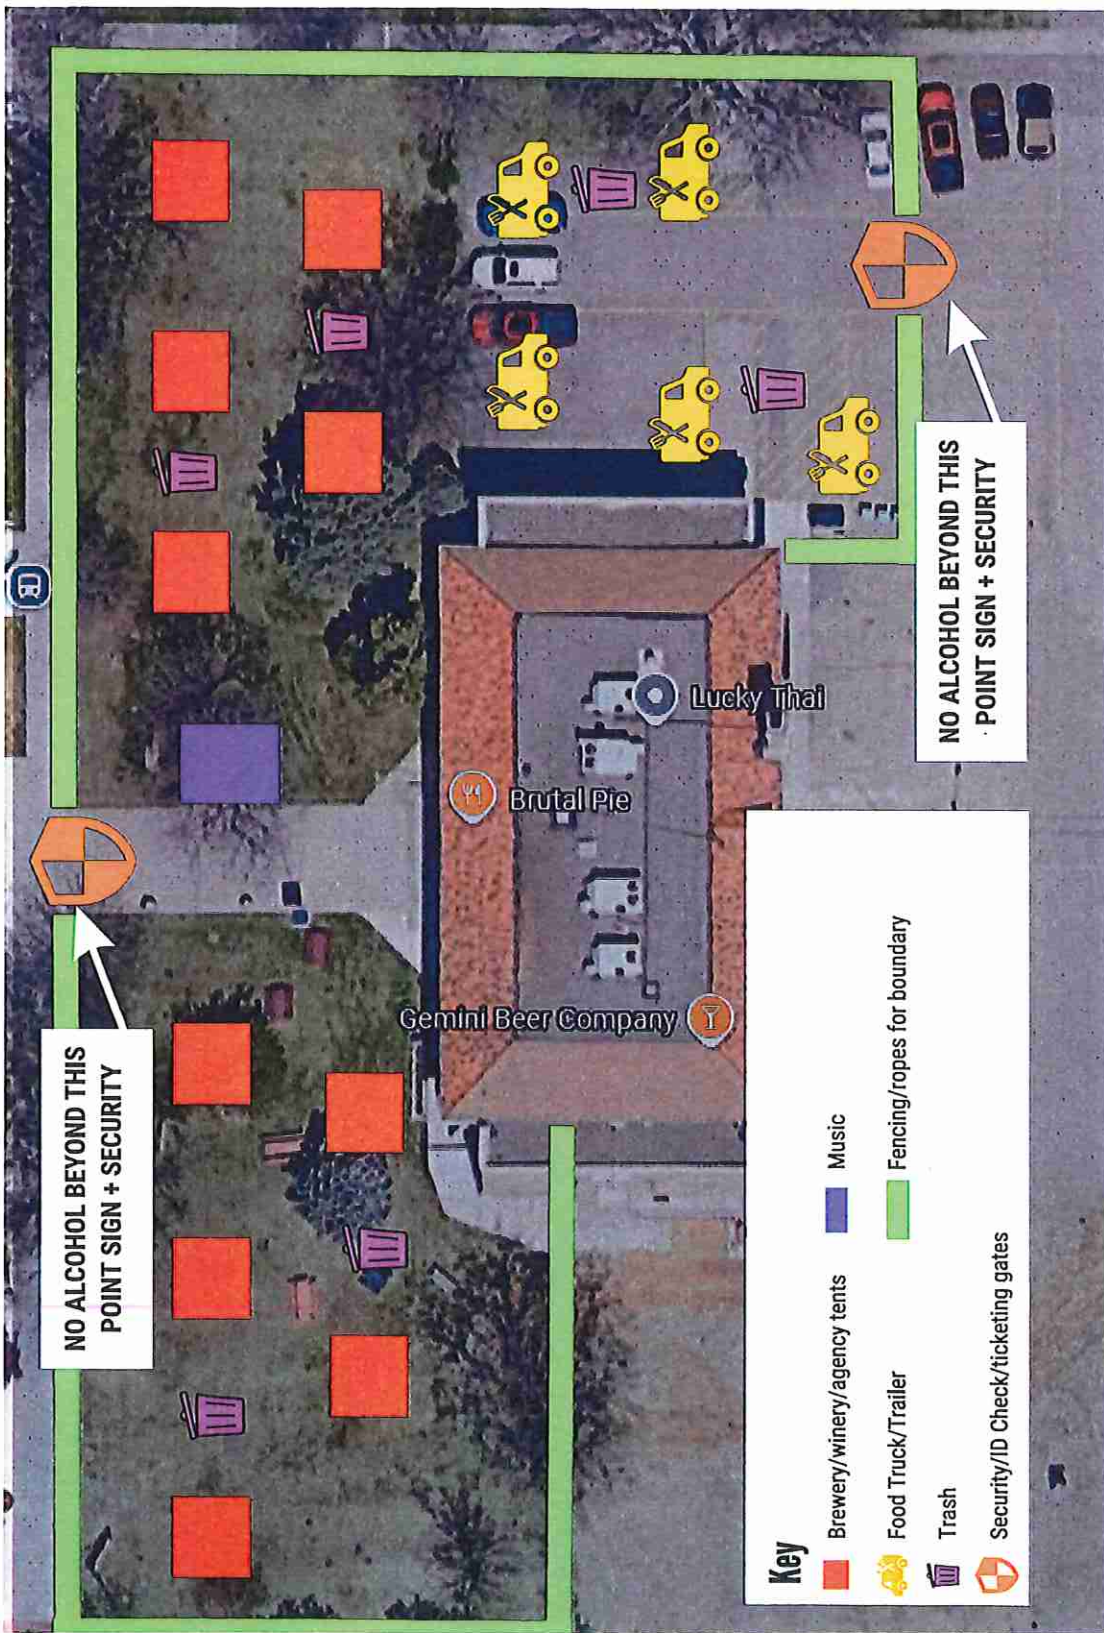 NO ALCOHOL BEYOND THIS
POINT SIGN + SECURITY
Gemini Beer Company
Brutal Pie
Lucky Thai
NO ALCOHOL BEYOND THIS
POINT SIGN + SECURITY
Key
Brewery/winery/agency tents
Music
Food Truck/Trailer
Fencing/ropes for boundary
Trash
Security/ID Check/ticketing gates